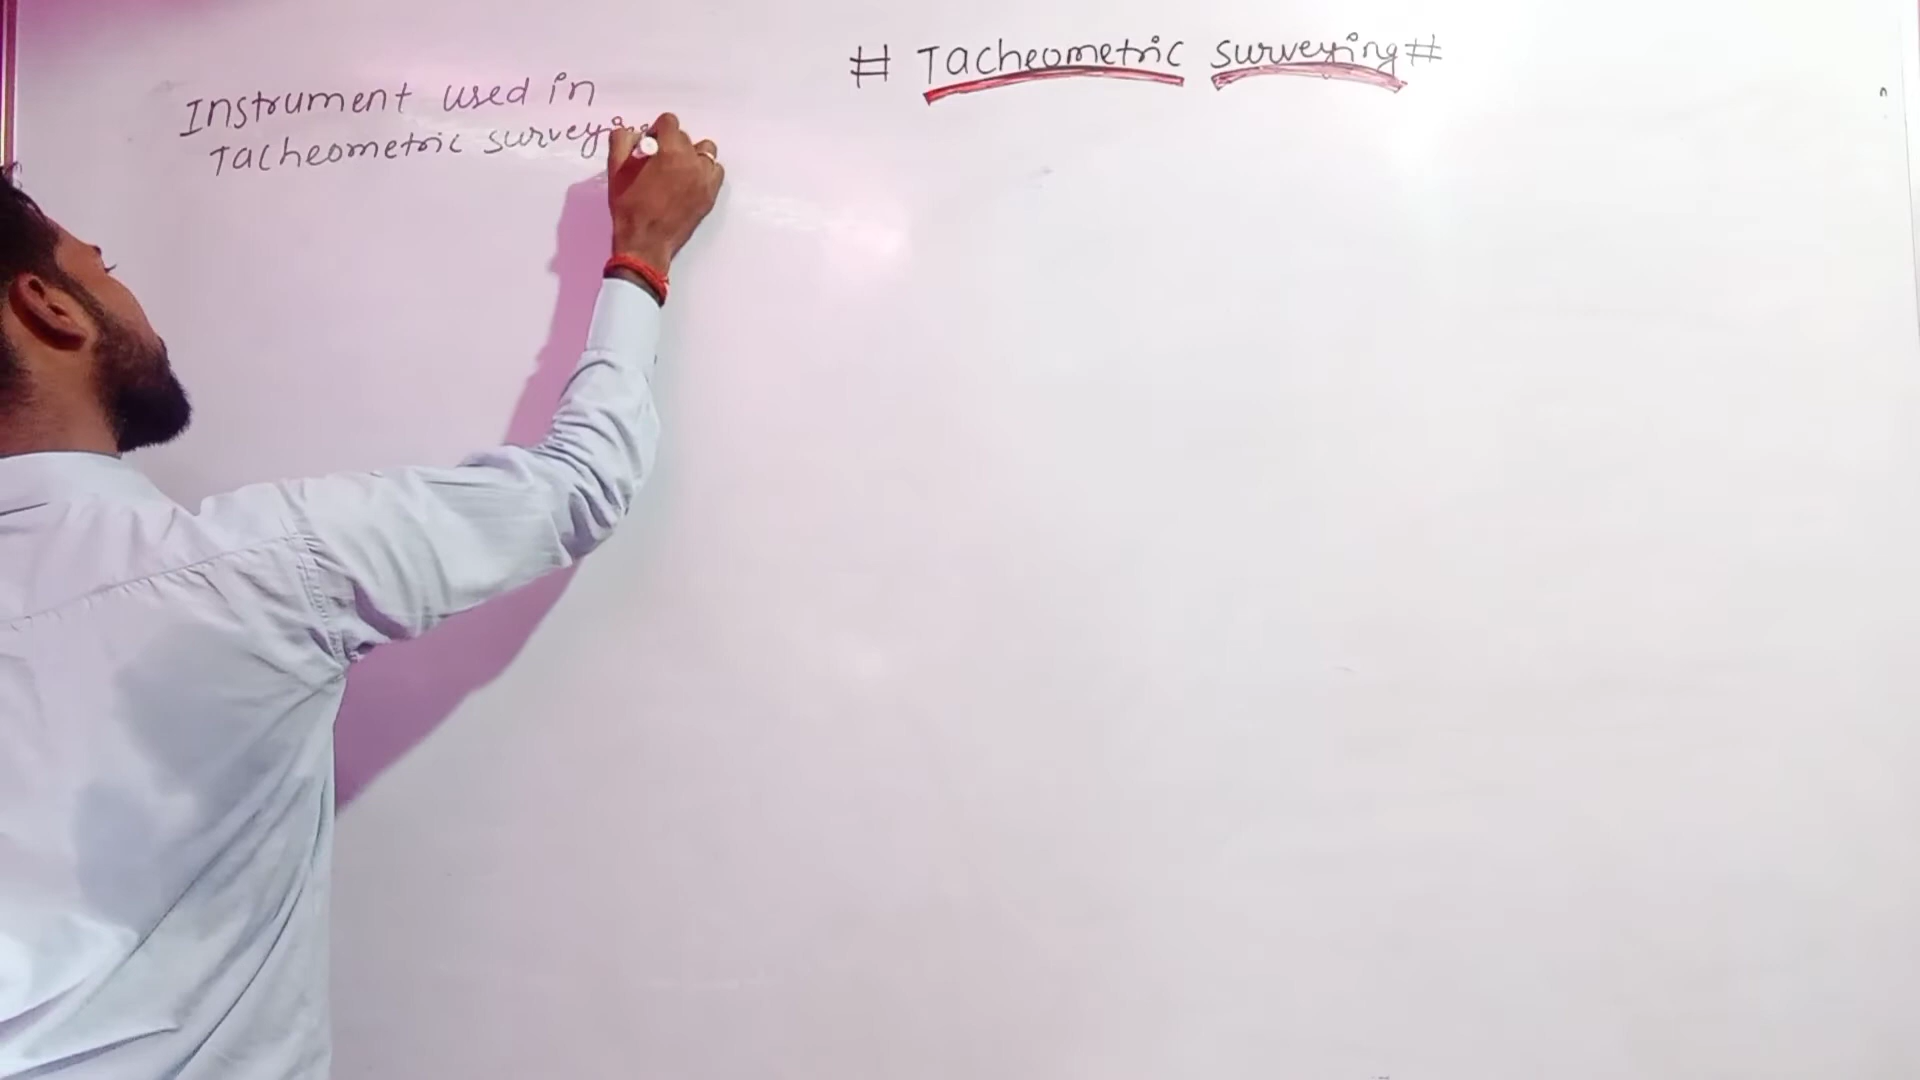 # Tacheometric surveying #
Instrument used in
Tacheometric surveying